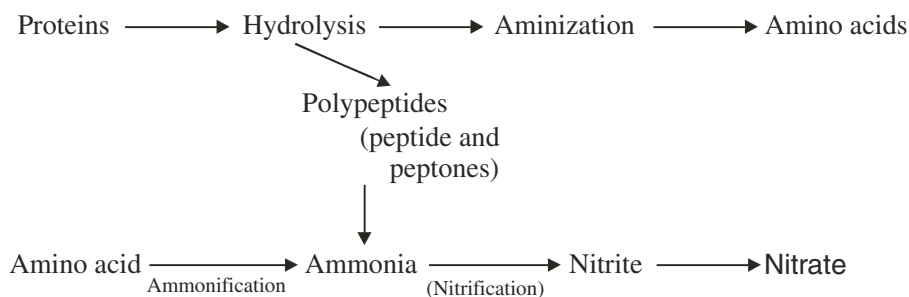 Proteins Hydrolysis Aminization Amino acids
Polypeptides
(peptide and
peptones)
Amino acid Ammonification Ammonia (Nitrification) Nitrite Nitrate